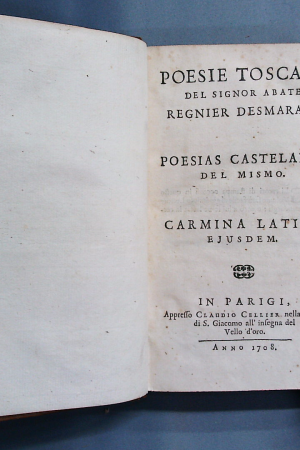 POESIE TOSCA
DEL SIGNOR ABATE
REGNIER DESMARA
POESIAS CASTELA
DEL MISMO.
CARMINA LATI
EJUSDEM.
IN PARIGI,
Appresso CLAUDIO CELLIER nella
di S. Giacomo all' insegna del
Vello d'oro.
ANNO 1708.